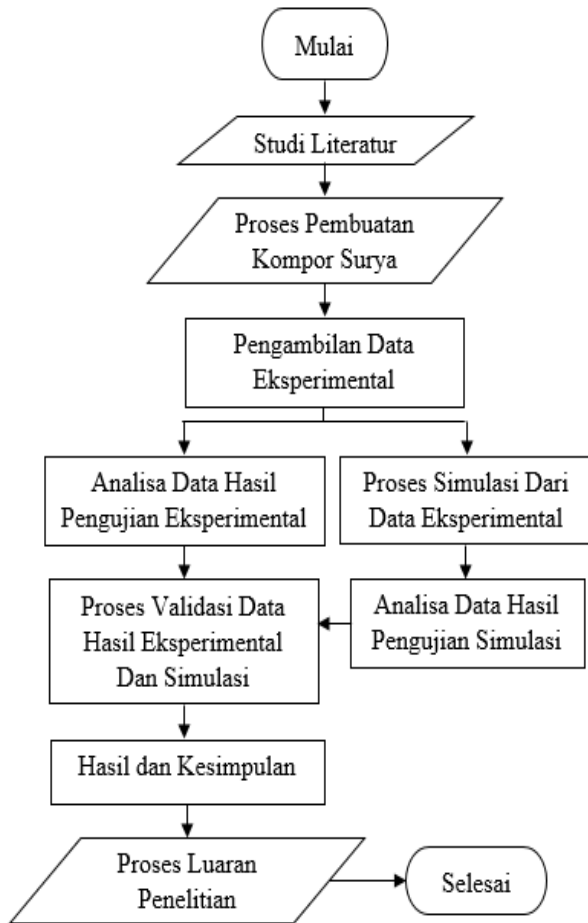 Mulai
Studi Literatur
Proses Pembuatan
Kompor Surya
Pengambilan Data
Eksperimental
Analisa Data Hasil
Pengujian Eksperimental
Proses Simulasi Dari
Data Eksperimental
Analisa Data Hasil
Pengujian Simulasi
Proses Validasi Data
Hasil Eksperimental
Dan Simulasi
Hasil dan Kesimpulan
Proses Luaran
Penelitian
Selesai